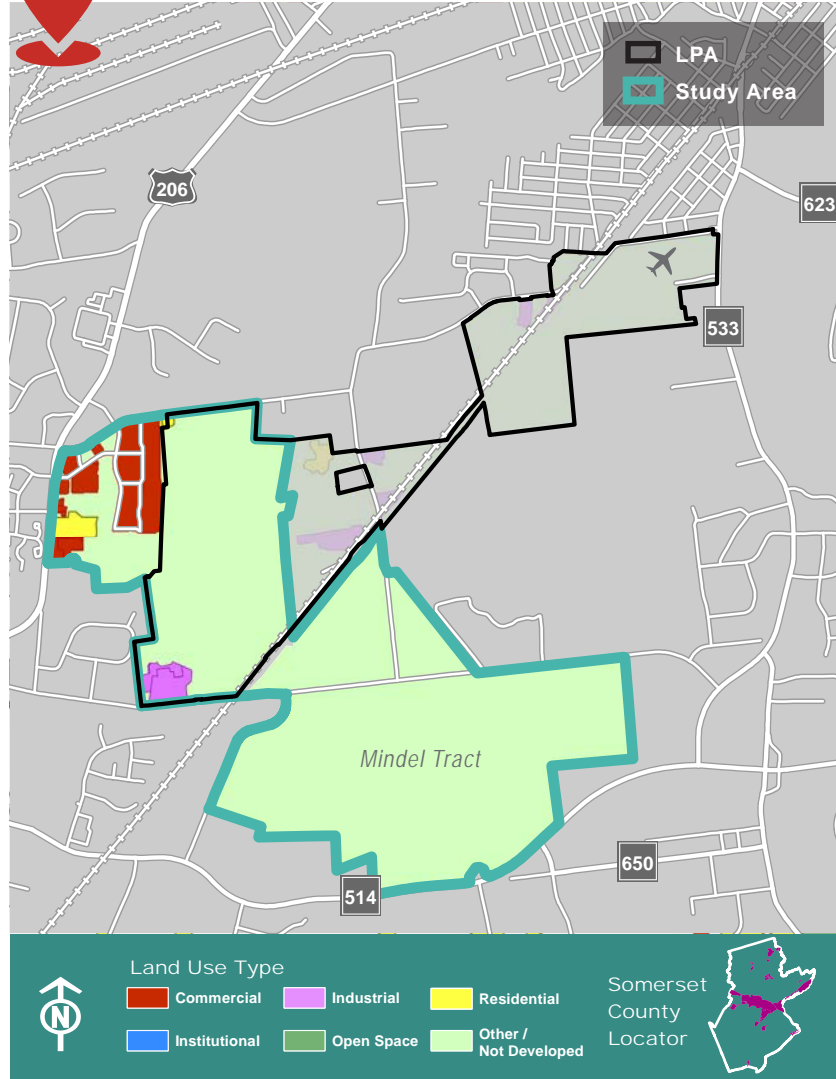 LPA
Study Area
206
623
533
Mindel Tract
650
514
Land Use Type
Commercial
Industrial
Residential
Institutional
Open Space
Other /
Not Developed
N
Somerset
County
Locator